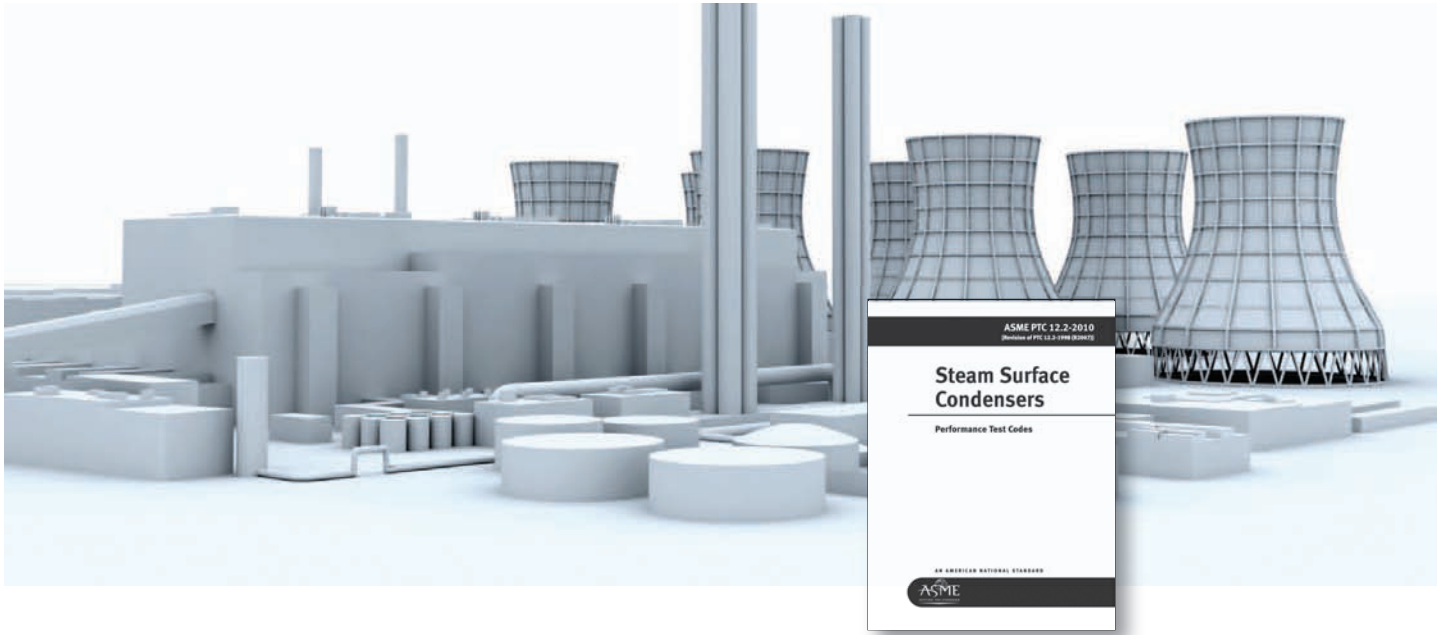 ASME PTC 12.2-2010
[Revision of PTC 12.2-1998 (R2007)]
Steam Surface
Condensers
Performance Test Codes
AN AMERICAN NATIONAL STANDARD
ASME